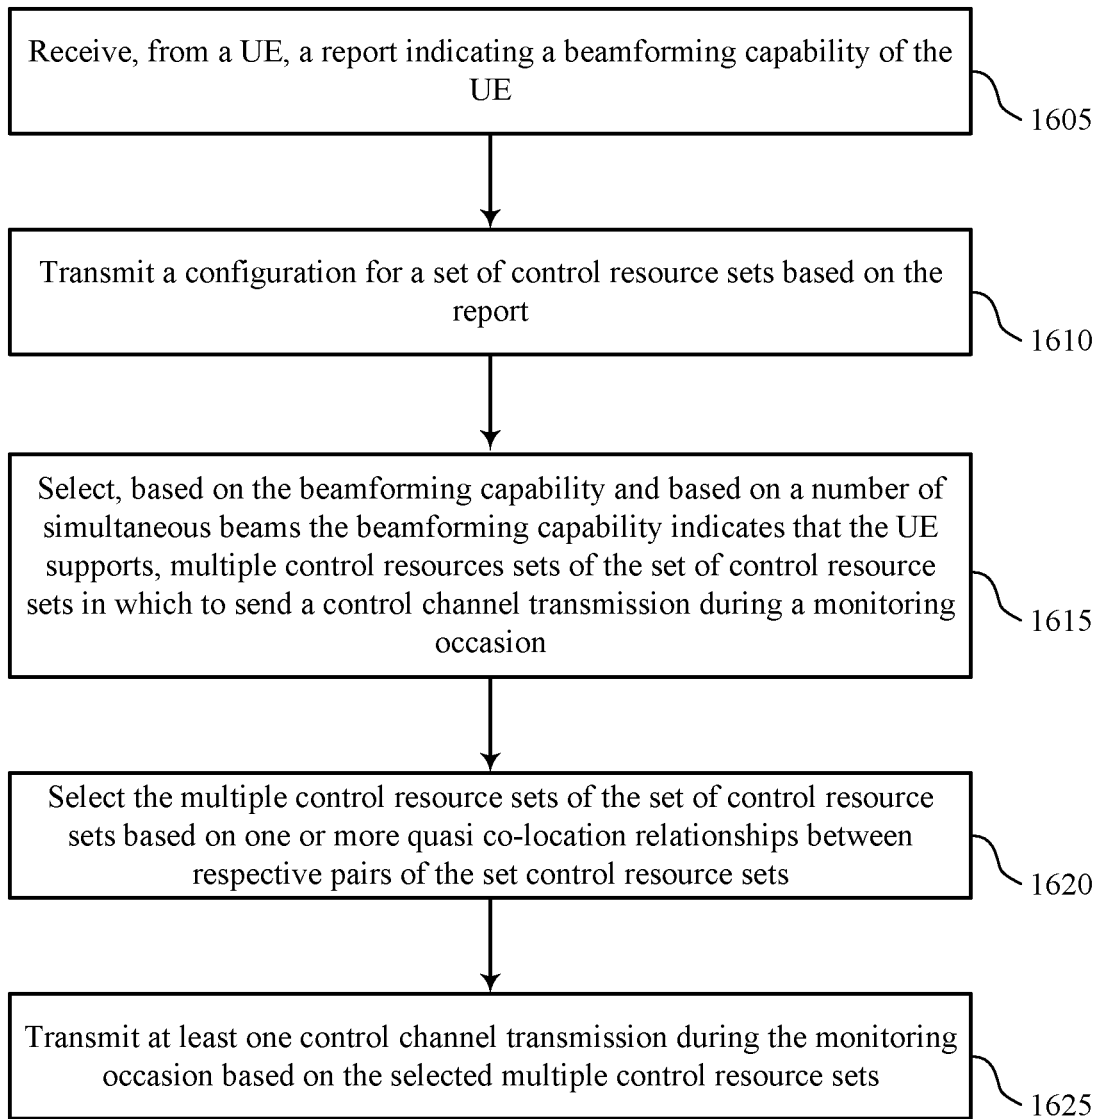 Receive, from a UE, a report indicating a beamforming capability of the
UE
1605
Transmit a configuration for a set of control resource sets based on the
report
1610
Select, based on the beamforming capability and based on a number of
simultaneous beams the beamforming capability indicates that the UE
supports, multiple control resources sets of the set of control resource
sets in which to send a control channel transmission during a monitoring
occasion
1615
Select the multiple control resource sets of the set of control resource
sets based on one or more quasi co-location relationships between
respective pairs of the set control resource sets
1620
Transmit at least one control channel transmission during the monitoring
occasion based on the selected multiple control resource sets
1625